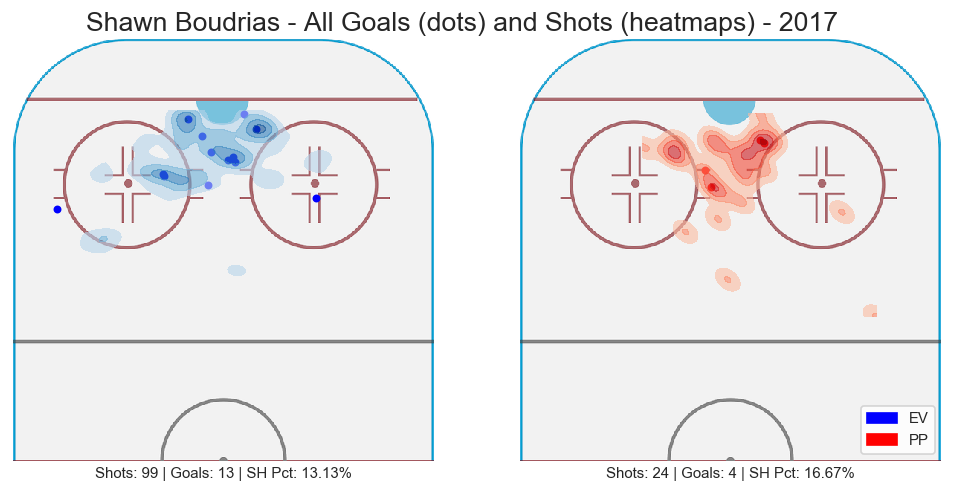 Shawn Boudrias - All Goals (dots) and Shots (heatmaps) - 2017
EV
PP
Shots: 99 | Goals: 13 | SH Pct: 13.13%
Shots: 24 | Goals: 4 | SH Pct: 16.67%